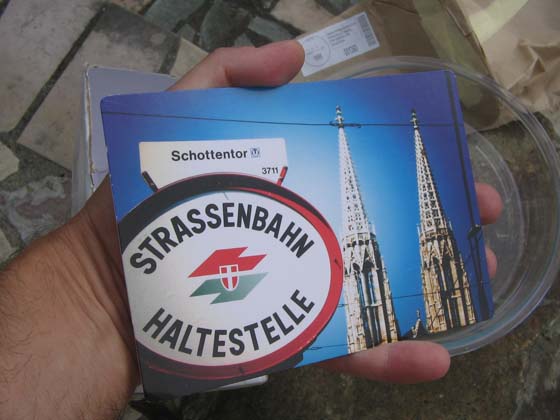 Schottentor
3711
STRASSENBAHN
HALTESTELLE